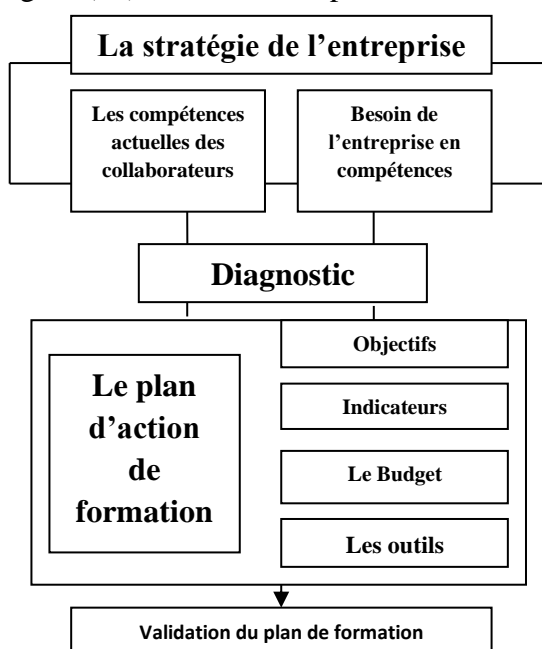 La stratégie de l'entreprise
Les compétences
actuelles des
collaborateurs
Besoin de
l'entreprise en
compétences
Diagnostic
Le plan
d'action
de
formation
Objectifs
Indicateurs
Le Budget
Les outils
Validation du plan de formation